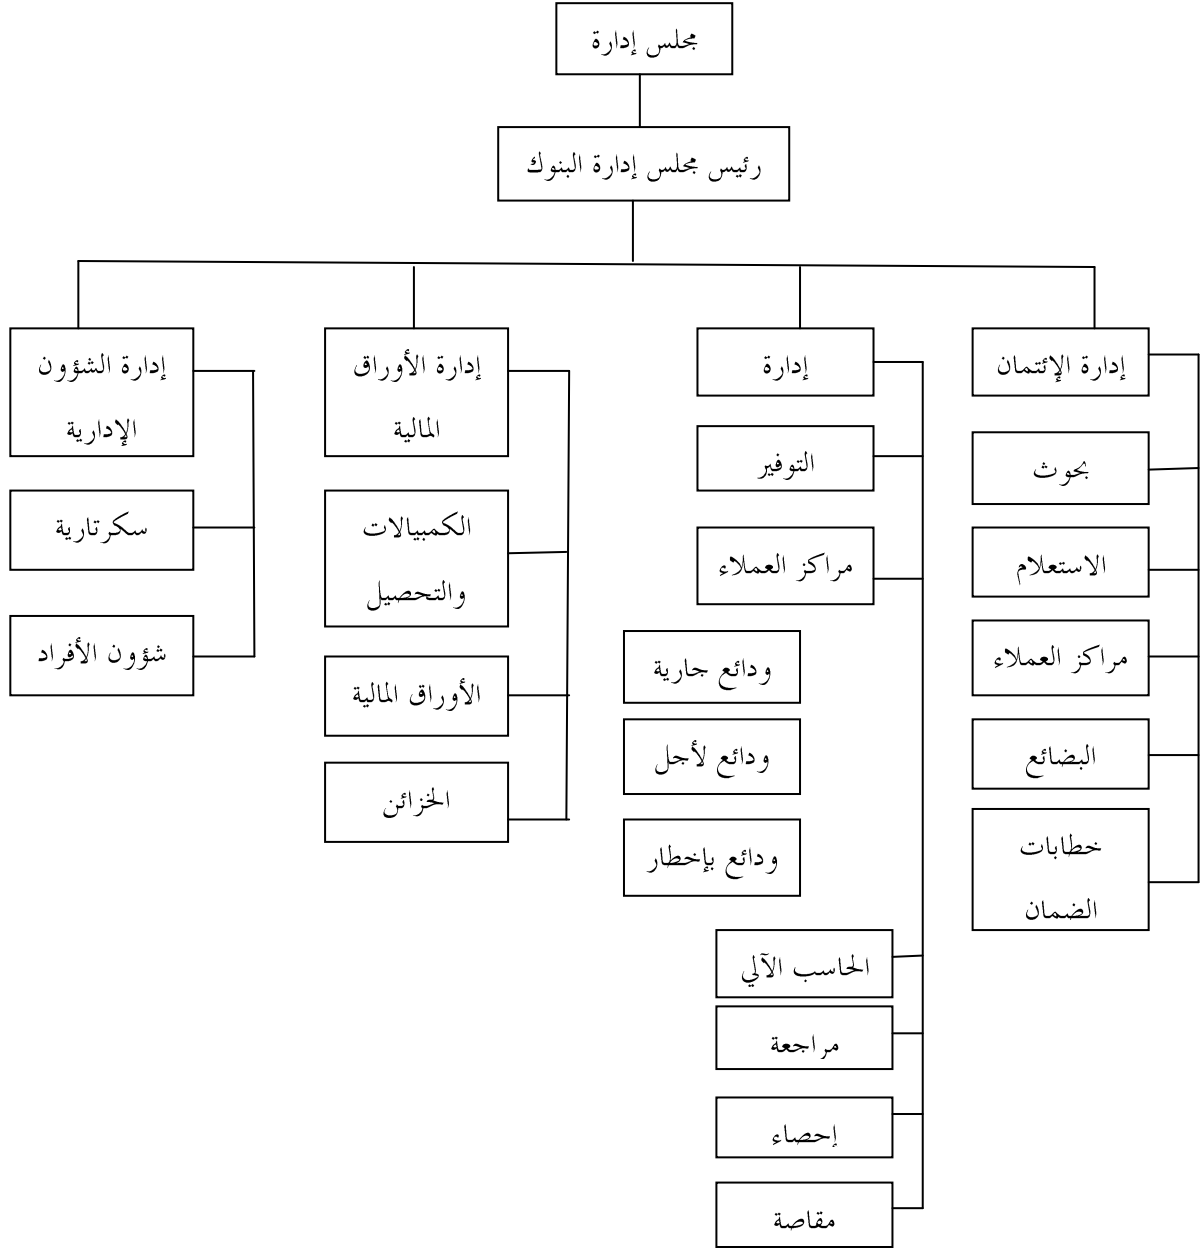 مجلس إدارة
رئيس مجلس إدارة البنوك
إدارة الإئتمان
بحوث
الاستعلام
مراكز العملاء
البضائع
خطابات
الضمان
إدارة
التوفير
مراكز العملاء
ودائع جارية
ودائع لأجل
ودائع بإخطار
الحاسب الآلي
مراجعة
إحصاء
مقاصة
إدارة الأوراق
المالية
الكمبيالات
والتحصيل
الأوراق المالية
الخزائن
إدارة الشؤون
الإدارية
سكرتارية
شؤون الأفراد